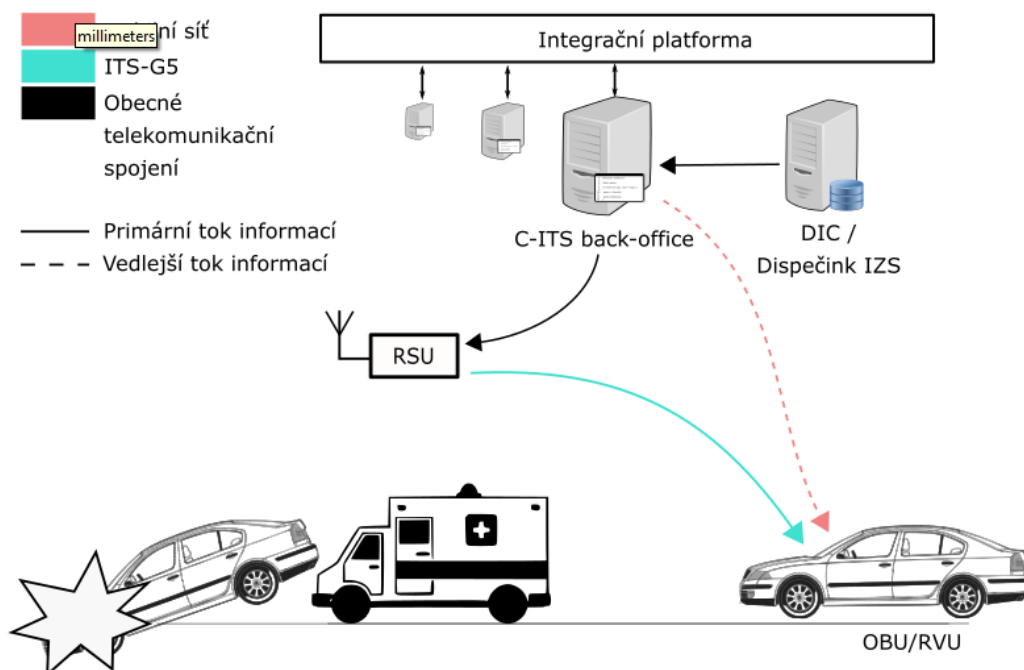 millimeters
ní síť
ITS-G5
Obecné
telekomunikační
spojení
Primární tok informací
Vedlejší tok informací
Integrační platforma
C-ITS back-office
DIC /
Dispečink IZS
RSU
OBU/RVU